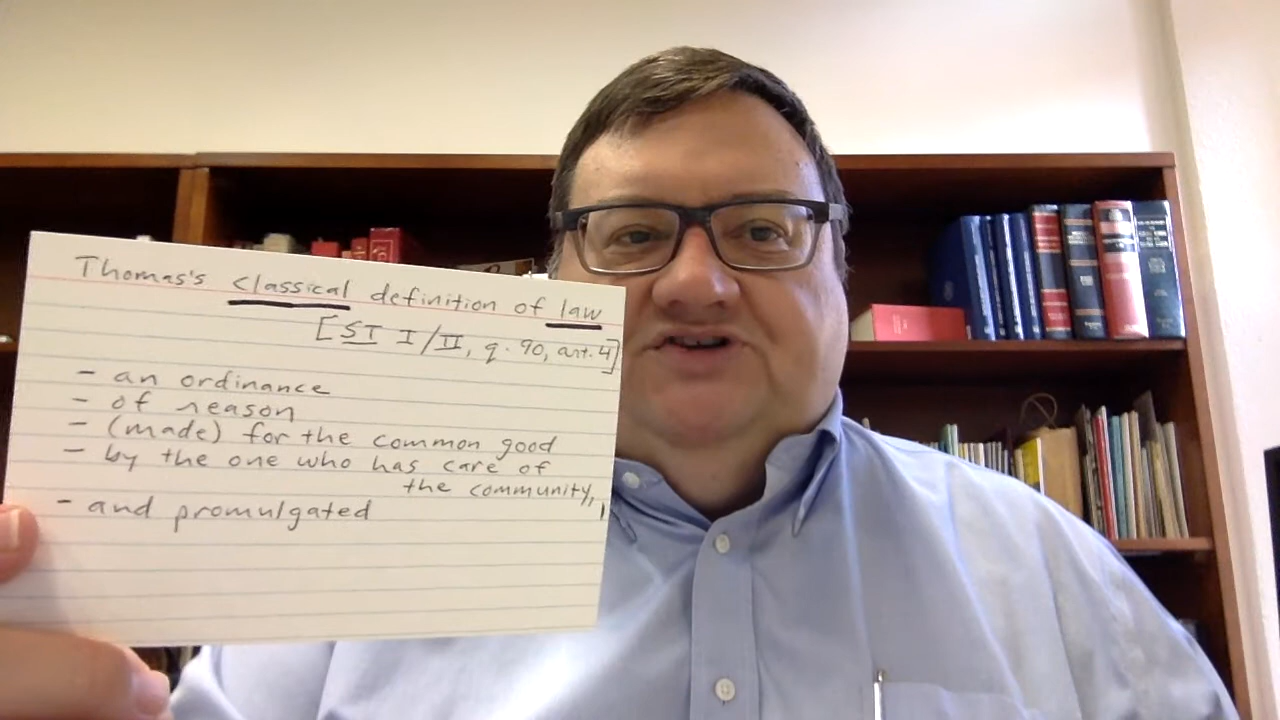 Thomas's classical definition of law
[ST I/II, q. 90, art. 4]
- an ordinance
- of reason
- (made) for the common good
- by the one who has care of
the community,
- and promulgated